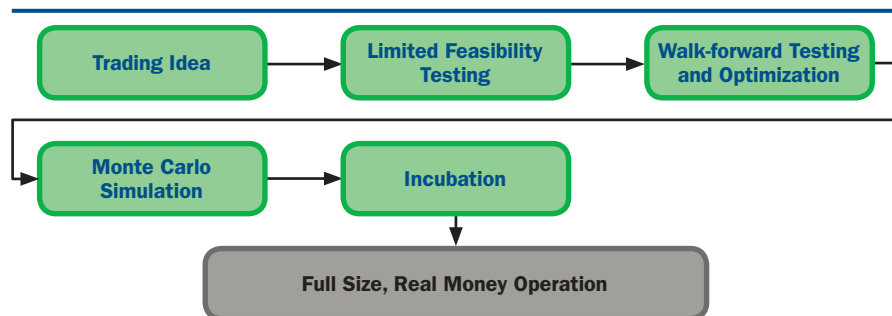 Trading Idea
Limited Feasibility
Testing
Walk-forward Testing
and Optimization
Monte Carlo
Simulation
Incubation
Full Size, Real Money Operation